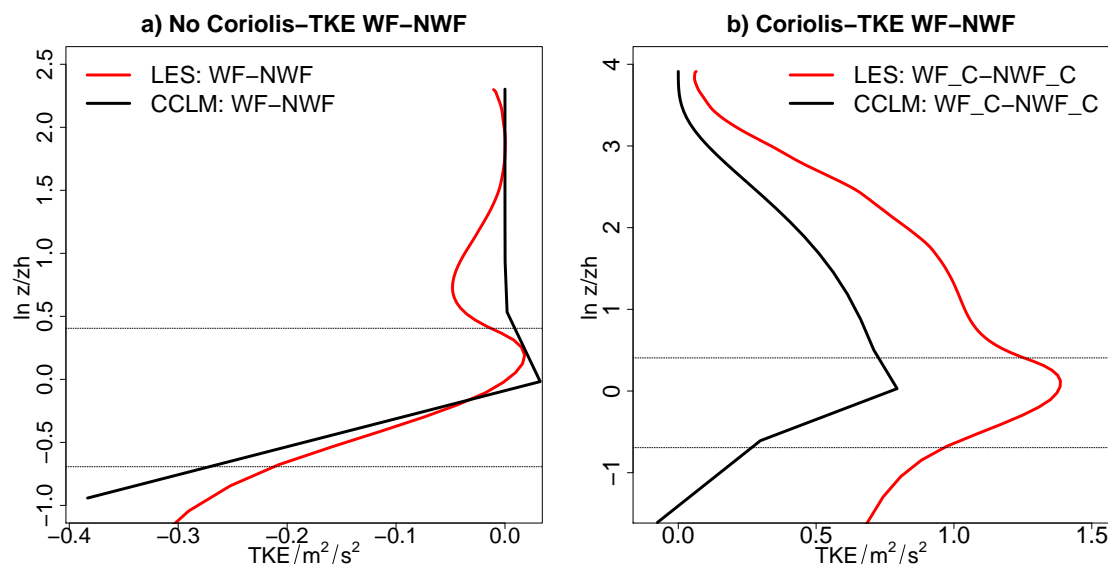 a) No Coriolis−TKE WF−NWF
LES: WF−NWF
CCLM: WF−NWF
ln z/zh
2.5
2.0
1.5
1.0
0.5
0.0
−0.5
−1.0
−0.4 −0.3 −0.2 −0.1 0.0
TKE/m²/s²
b) Coriolis−TKE WF−NWF
LES: WF_C−NWF_C
CCLM: WF_C−NWF_C
ln z/zh
4
3
2
1
0
−1
0.0 0.5 1.0 1.5
TKE/m²/s²